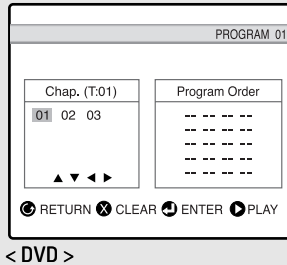 PROGRAM 01
Chap. (T:01) Program Order
01 02 03 -- -- -- --
-- -- -- --
-- -- -- --
-- -- -- --
▲ ▼ ◀ ▶ -- -- -- --
RETURN CLEAR ENTER PLAY
< DVD >